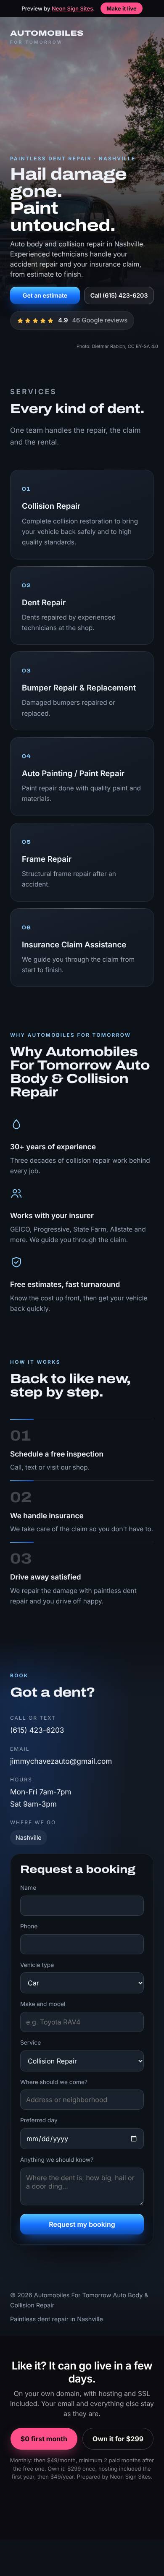 Preview by Neon Sign Sites. Make it live
AUTOMOBILES
FOR TOMORROW
PAINTLESS DENT REPAIR · NASHVILLE
Hail damage
gone.
Paint
untouched.
Auto body and collision repair in Nashville.
Experienced technicians handle your
accident repair and your insurance claim,
from estimate to finish.
Get an estimate
Call (615) 423-6203
★★★★★ 4.9 46 Google reviews
Photo: Dietmar Rabich, CC BY-SA 4.0
SERVICES
Every kind of dent.
One team handles the repair, the claim
and the rental.
01
Collision Repair
Complete collision restoration to bring
your vehicle back safely and to high
quality standards.
02
Dent Repair
Dents repaired by experienced
technicians at the shop.
03
Bumper Repair & Replacement
Damaged bumpers repaired or
replaced.
04
Auto Painting / Paint Repair
Paint repair done with quality paint and
materials.
05
Frame Repair
Structural frame repair after an
accident.
06
Insurance Claim Assistance
We guide you through the claim from
start to finish.
WHY AUTOMOBILES FOR TOMORROW
Why Automobiles
For Tomorrow Auto
Body & Collision
Repair
30+ years of experience
Three decades of collision repair work behind
every job.
Works with your insurer
GEICO, Progressive, State Farm, Allstate and
more. We guide you through the claim.
Free estimates, fast turnaround
Know the cost up front, then get your vehicle
back quickly.
HOW IT WORKS
Back to like new,
step by step.
01
Schedule a free inspection
Call, text or visit our shop.
02
We handle insurance
We take care of the claim so you don't have to.
03
Drive away satisfied
We repair the damage with paintless dent
repair and you drive off happy.
BOOK
Got a dent?
CALL OR TEXT
(615) 423-6203
EMAIL
jimmychavezauto@gmail.com
HOURS
Mon-Fri 7am-7pm
Sat 9am-3pm
WHERE WE GO
Nashville
Request a booking
Name
Phone
Vehicle type
Car
Make and model
e.g. Toyota RAV4
Service
Collision Repair
Where should we come?
Address or neighborhood
Preferred day
mm/dd/yyyy
Anything we should know?
Where the dent is, how big, hail or
a door ding...
Request my booking
© 2026 Automobiles For Tomorrow Auto Body &
Collision Repair
Paintless dent repair in Nashville
Like it? It can go live in a few
days.
On your own domain, with hosting and SSL
included. Your email and everything else stay
as they are.
$0 first month
Own it for $299
Monthly: then $49/month, minimum 2 paid months after
the free one. Own it: $299 once, hosting included the
first year, then $49/year. Prepared by Neon Sign Sites.